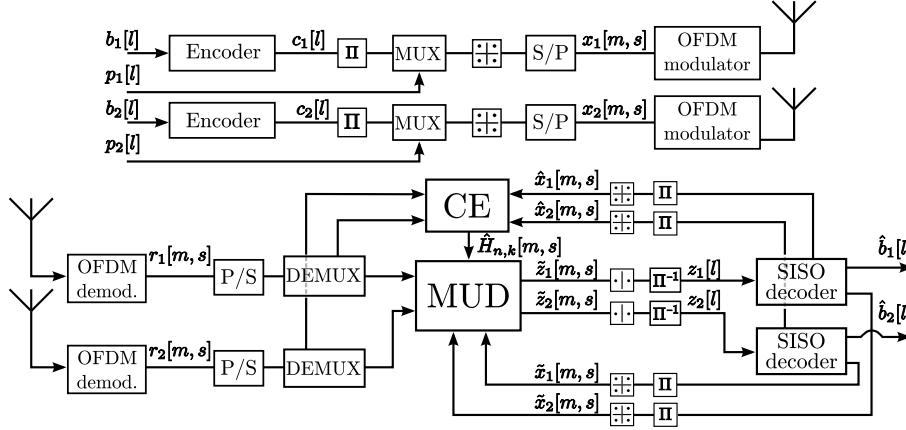 b₁[l] Encoder c₁[l] Π MUX S/P x₁[m, s] OFDM modulator
p₁[l]
b₂[l] Encoder c₂[l] Π MUX S/P x₂[m, s] OFDM modulator
p₂[l]
CE x̂₁[m, s] Π
x̂₂[m, s] Π
Ĥₙ,ₖ[m, s]
OFDM demod. r₁[m, s] P/S DEMUX MUD z̃₁[m, s] Π⁻¹ z₁[l] SISO decoder b̂₁[l]
z̃₂[m, s] Π⁻¹ z₂[l] SISO decoder b̂₂[l]
OFDM demod. r₂[m, s] P/S DEMUX
x̃₁[m, s] Π
x̃₂[m, s] Π